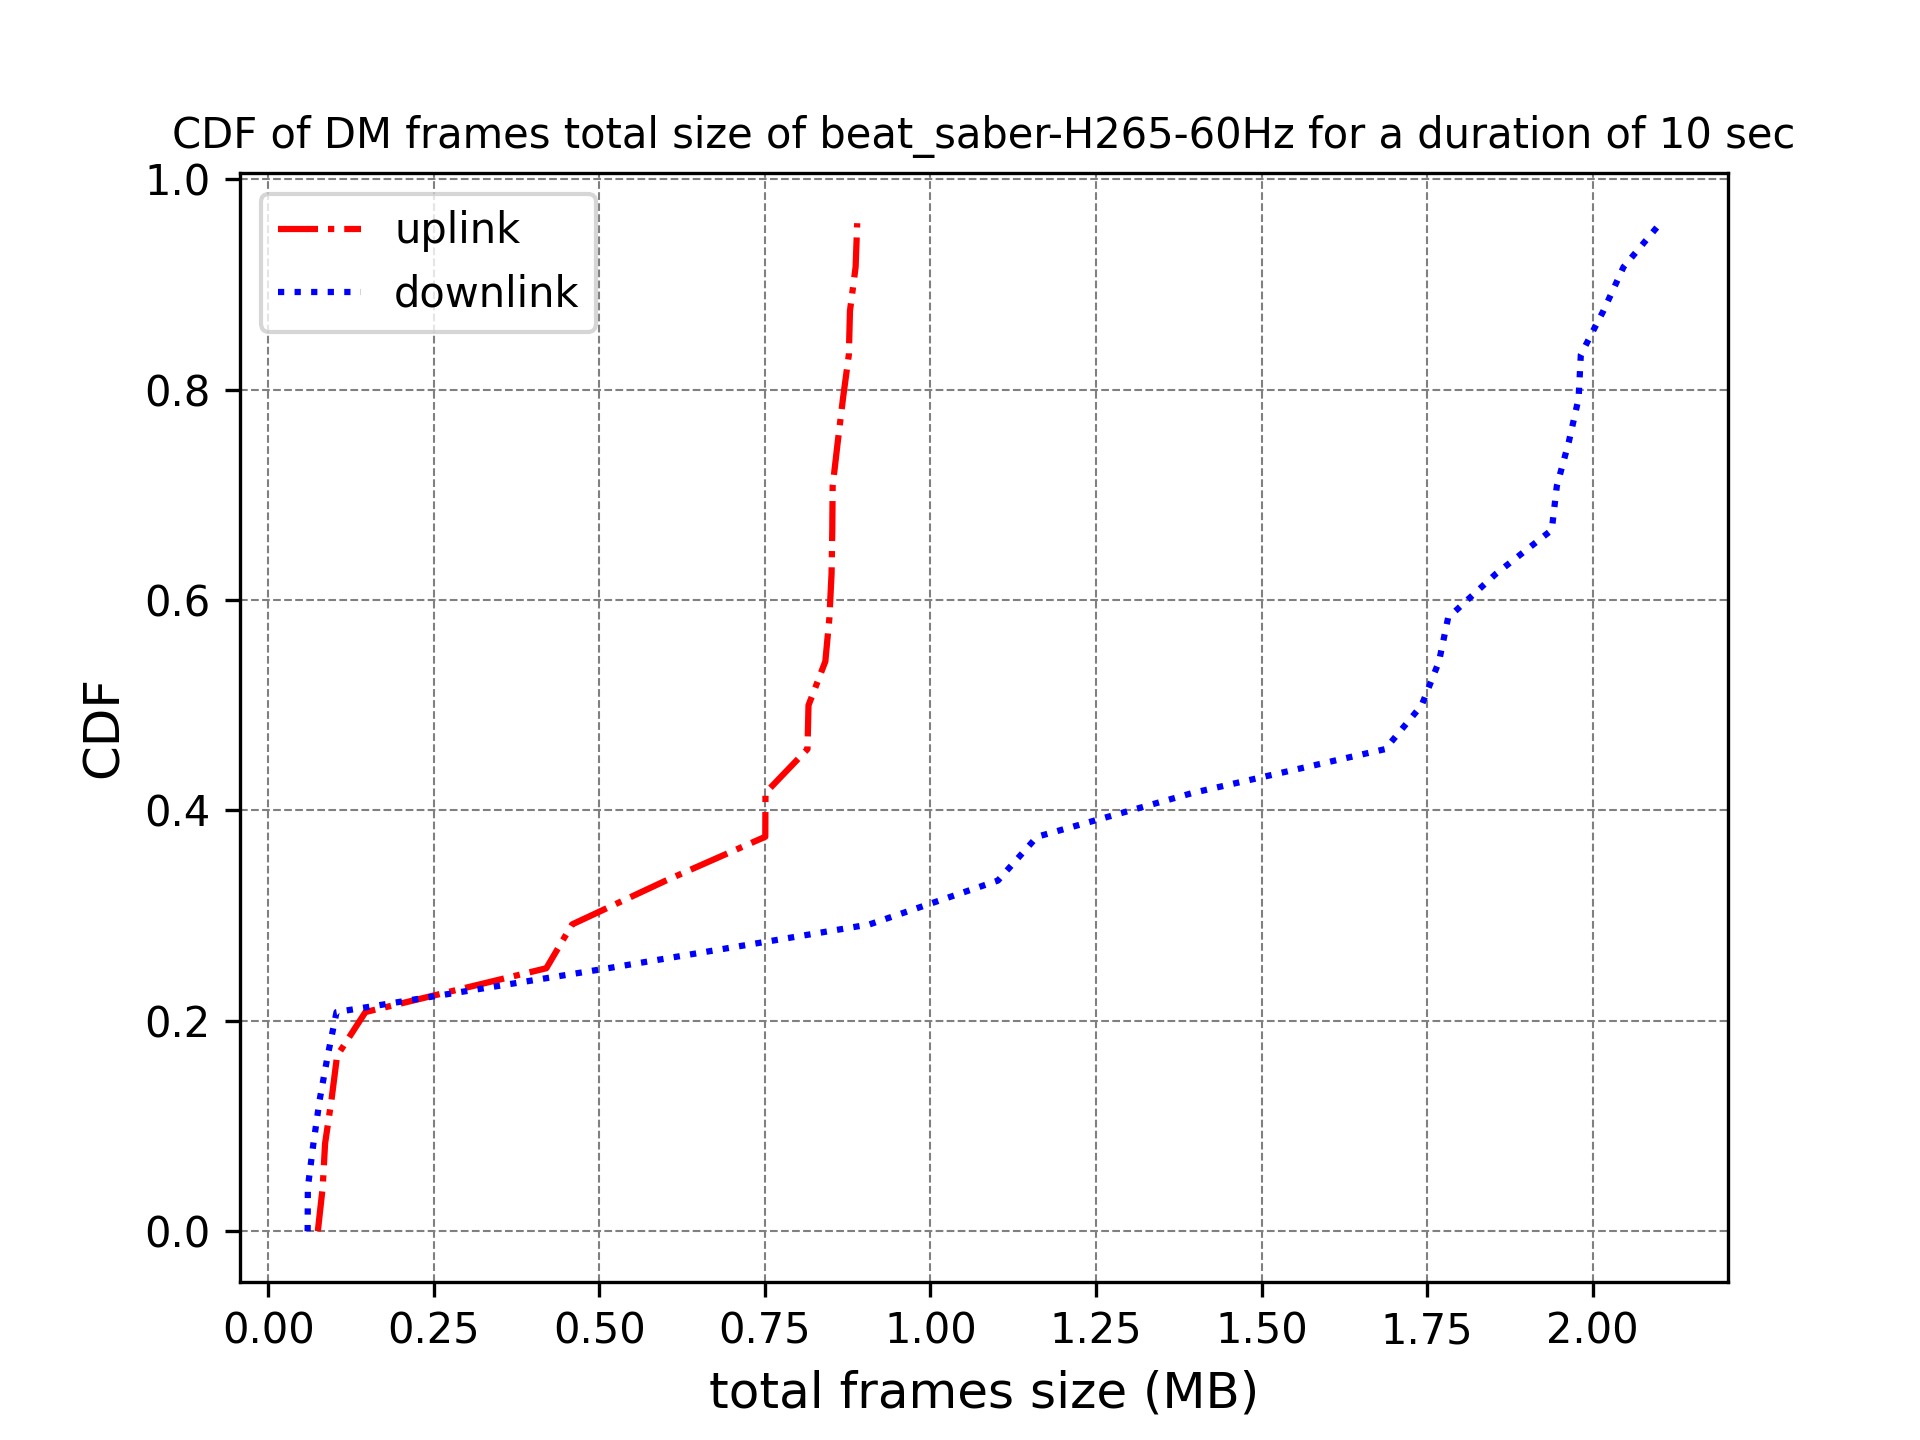 CDF of DM frames total size of beat_saber-H265-60Hz for a duration of 10 sec
uplink
downlink
CDF
1.0
0.8
0.6
0.4
0.2
0.0
0.00 0.25 0.50 0.75 1.00 1.25 1.50 1.75 2.00
total frames size (MB)